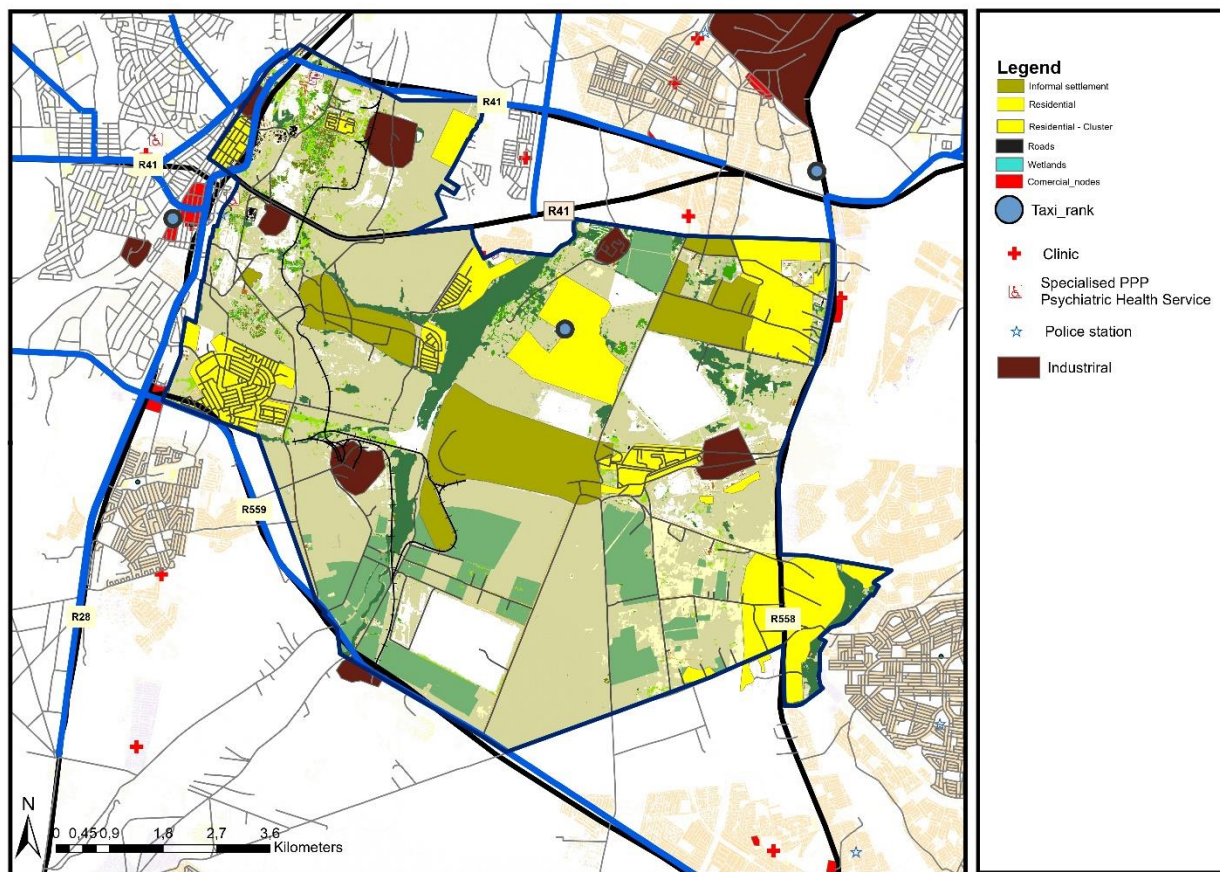 R41
R41
R41
R559
R28
R558
N
0 0,45 0,9 1,8 2,7 3,6
Kilometers
Legend
Informal settlement
Residential
Residential - Cluster
Roads
Wetlands
Comercial_nodes
Taxi_rank
Clinic
Specialised PPP
Psychiatric Health Service
Police station
Industriral